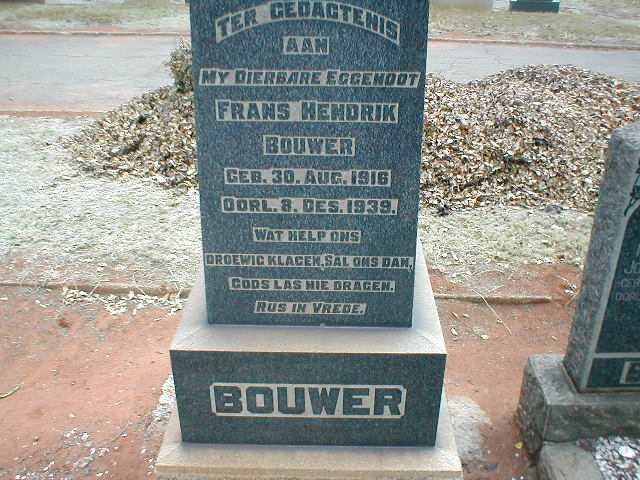 TER GEDAGTENIS
AAN
MY DIERBARE EGGENOOT
FRANS HENDRIK
BOUWER
GEB. 30. AUG. 1916
OORL. 8. DES. 1939.
WAT HELP ONS
DROEWIG KLAGEN, SAL ONS DAN,
GODS LAS NIE DRAGEN.
RUS IN VREDE.
BOUWER